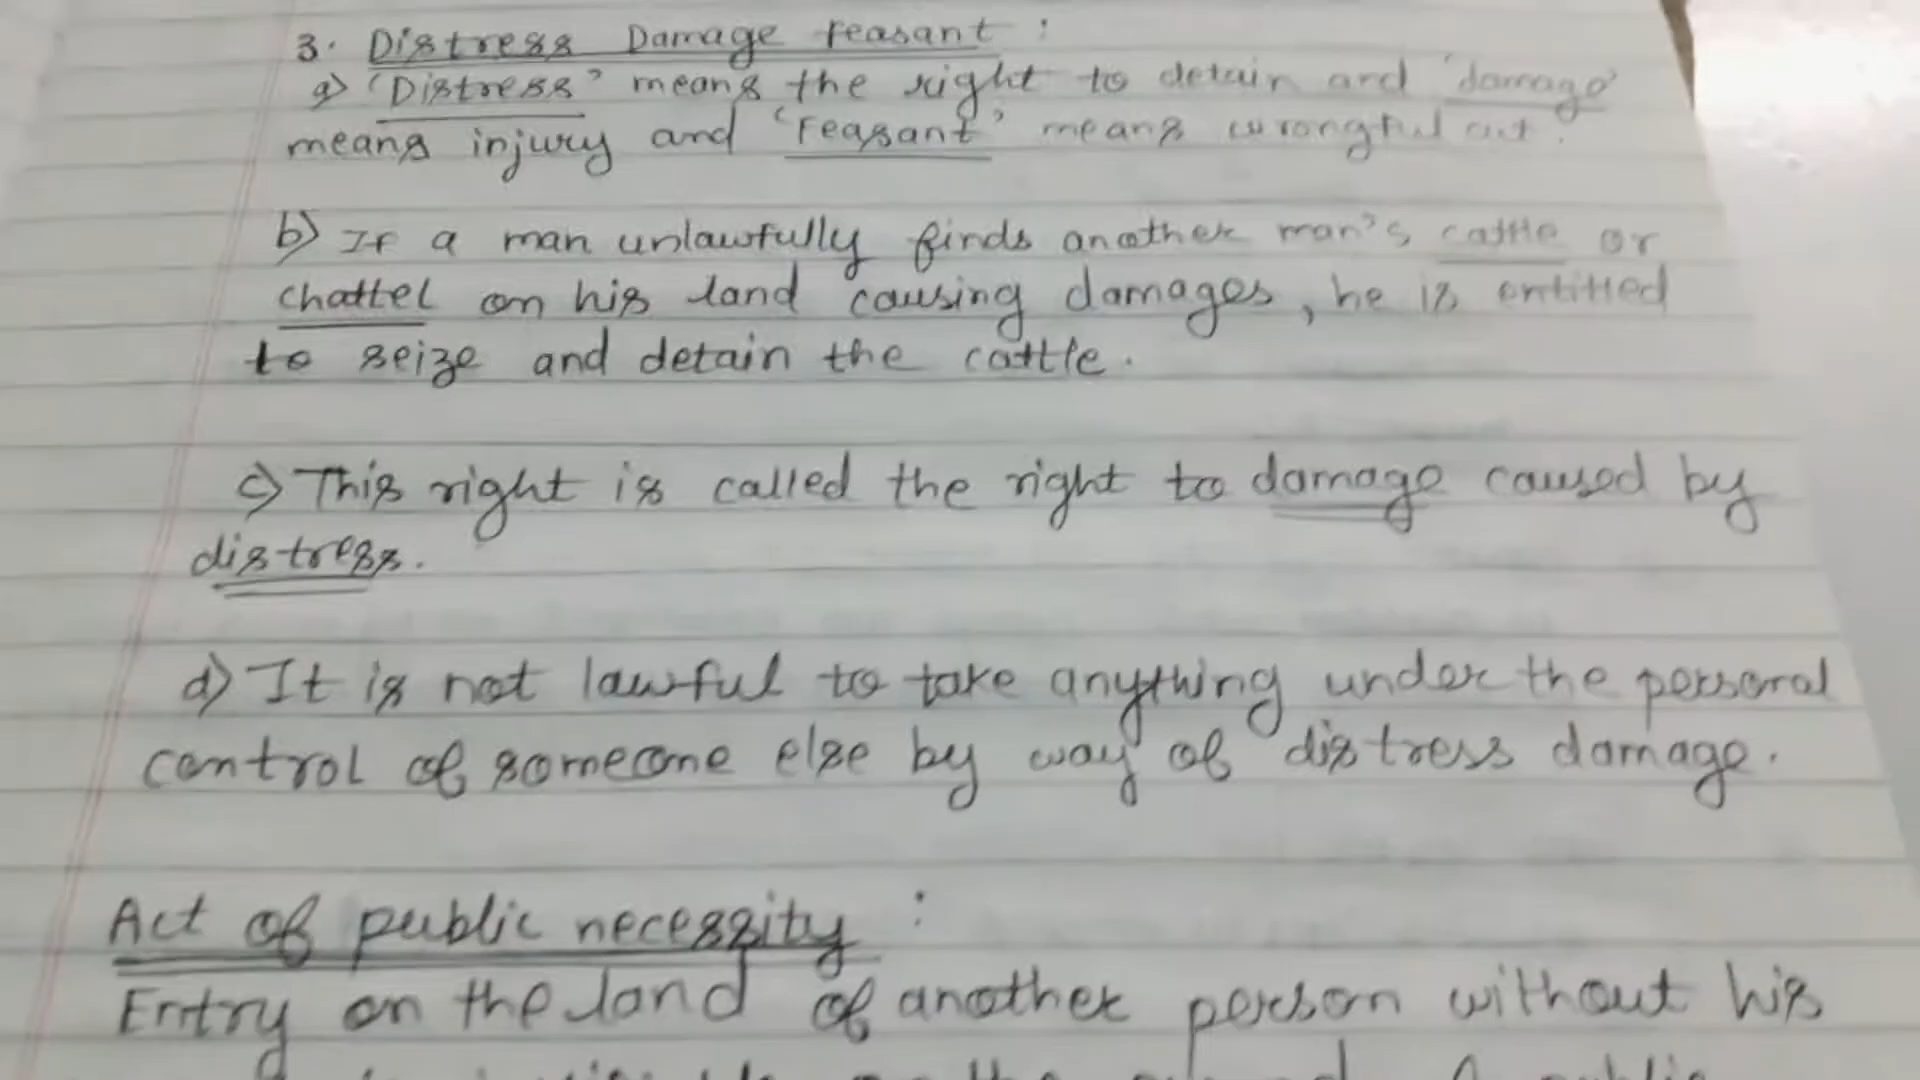 3. Distress Damage feasant :
a) 'Distress' means the right to detain and 'damage'
means injury and 'feasant' means wrongful act.
b) If a man unlawfully finds another man's cattle or
chattel on his land causing damages, he is entitled
to seize and detain the cattle.
c) This right is called the right to damage caused by
distress.
d) It is not lawful to take anything under the personal
control of someone else by way of distress damage.
Act of public necessity :
Entry on the land of another person without his